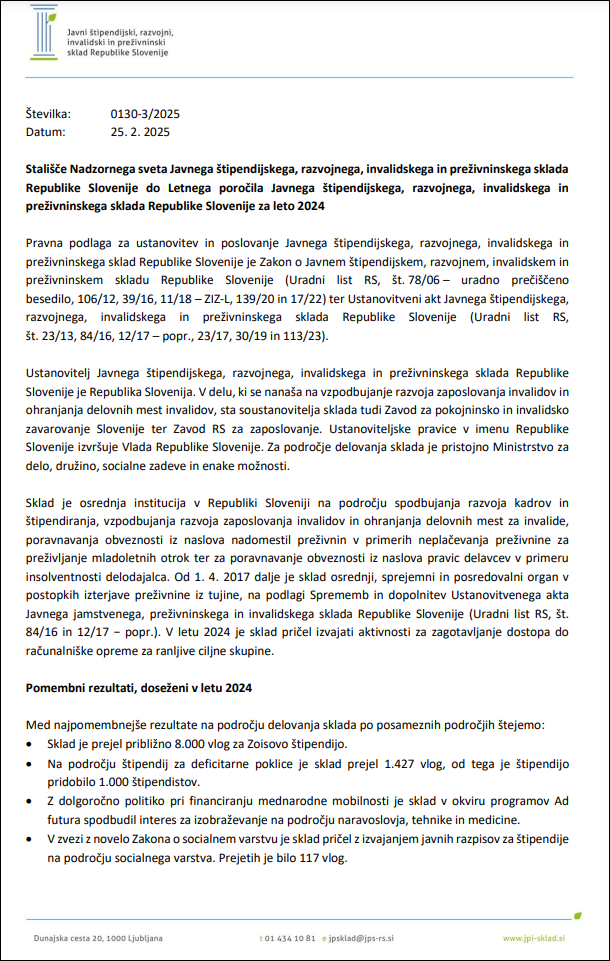 Javni štipendijski, razvojni,
invalidski in preživninski
sklad Republike Slovenije
Številka: 0130-3/2025
Datum: 25. 2. 2025
Stališče Nadzornega sveta Javnega štipendijskega, razvojnega, invalidskega in preživninskega sklada
Republike Slovenije do Letnega poročila Javnega štipendijskega, razvojnega, invalidskega in
preživninskega sklada Republike Slovenije za leto 2024
Pravna podlaga za ustanovitev in poslovanje Javnega štipendijskega, razvojnega, invalidskega in
preživninskega sklad Republike Slovenije je Zakon o Javnem štipendijskem, razvojnem, invalidskem in
preživninskem skladu Republike Slovenije (Uradni list RS, št. 78/06 – uradno prečiščeno
besedilo, 106/12, 39/16, 11/18 – ZIZ-L, 139/20 in 17/22) ter Ustanovitveni akt Javnega štipendijskega,
razvojnega, invalidskega in preživninskega sklada Republike Slovenije (Uradni list RS,
št. 23/13, 84/16, 12/17 – popr., 23/17, 30/19 in 113/23).
Ustanovitelj Javnega štipendijskega, razvojnega, invalidskega in preživninskega sklada Republike
Slovenije je Republika Slovenija. V delu, ki se nanaša na vzpodbujanje razvoja zaposlovanja invalidov in
ohranjanja delovnih mest invalidov, sta soustanovitelja sklada tudi Zavod za pokojninsko in invalidsko
zavarovanje Slovenije ter Zavod RS za zaposlovanje. Ustanoviteljske pravice v imenu Republike
Slovenije izvršuje Vlada Republike Slovenije. Za področje delovanja sklada je pristojno Ministrstvo za
delo, družino, socialne zadeve in enake možnosti.
Sklad je osrednja institucija v Republiki Sloveniji na področju spodbujanja razvoja kadrov in
štipendiranja, vzpodbujanja razvoja zaposlovanja invalidov in ohranjanja delovnih mest za invalide,
poravnavanja obveznosti iz naslova nadomestil preživnin v primerih neplačevanja preživnine za
preživljanje mladoletnih otrok ter za poravnavanje obveznosti iz naslova pravic delavcev v primeru
insolventnosti delodajalca. Od 1. 4. 2017 dalje je sklad osrednji, sprejemni in posredovalni organ v
postopkih izterjave preživnine iz tujine, na podlagi Sprememb in dopolnitev Ustanovitvenega akta
Javnega jamstvenega, preživninskega in invalidskega sklada Republike Slovenije (Uradni list RS, št.
84/16 in 12/17 – popr.). V letu 2024 je sklad pričel izvajati aktivnosti za zagotavljanje dostopa do
računalniške opreme za ranljive ciljne skupine.
Pomembni rezultati, doseženi v letu 2024
Med najpomembnejše rezultate na področju delovanja sklada po posameznih področjih štejemo:
• Sklad je prejel približno 8.000 vlog za Zoisovo štipendijo.
• Na področju štipendij za deficitarne poklice je sklad prejel 1.427 vlog, od tega je štipendijo
pridobilo 1.000 štipendistov.
• Z dolgoročno politiko pri financiranju mednarodne mobilnosti je sklad v okviru programov Ad
futura spodbudil interes za izobraževanje na področju naravoslovja, tehnike in medicine.
• V zvezi z novelo Zakona o socialnem varstvu je sklad pričel z izvajanjem javnih razpisov za štipendije
na področju socialnega varstva. Prejetih je bilo 117 vlog.
Dunajska cesta 20, 1000 Ljubljana t 01 434 10 81 e jpsklad@jps-rs.si www.jpi-sklad.si